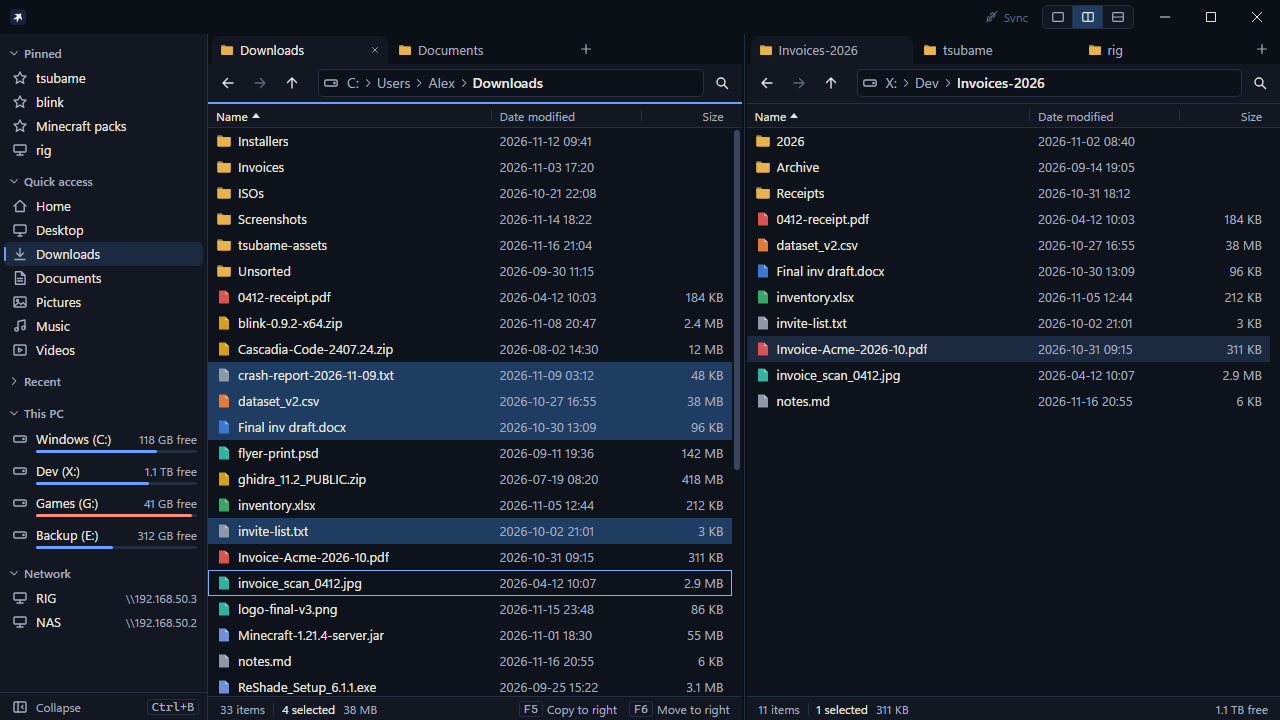 Sync
Pinned
tsubame
blink
Minecraft packs
rig
Quick access
Home
Desktop
Downloads
Documents
Pictures
Music
Videos
Recent
This PC
Windows (C:) 118 GB free
Dev (X:) 1.1 TB free
Games (G:) 41 GB free
Backup (E:) 312 GB free
Network
RIG \\192.168.50.3
NAS \\192.168.50.2
Collapse Ctrl+B
Downloads Documents
C: Users Alex Downloads
Name Date modified Size
Installers 2026-11-12 09:41
Invoices 2026-11-03 17:20
ISOs 2026-10-21 22:08
Screenshots 2026-11-14 18:22
tsubame-assets 2026-11-16 21:04
Unsorted 2026-09-30 11:15
0412-receipt.pdf 2026-04-12 10:03 184 KB
blink-0.9.2-x64.zip 2026-11-08 20:47 2.4 MB
Cascadia-Code-2407.24.zip 2026-08-02 14:30 12 MB
crash-report-2026-11-09.txt 2026-11-09 03:12 48 KB
dataset_v2.csv 2026-10-27 16:55 38 MB
Final inv draft.docx 2026-10-30 13:09 96 KB
flyer-print.psd 2026-09-11 19:36 142 MB
ghidra_11.2_PUBLIC.zip 2026-07-19 08:20 418 MB
inventory.xlsx 2026-11-05 12:44 212 KB
invite-list.txt 2026-10-02 21:01 3 KB
Invoice-Acme-2026-10.pdf 2026-10-31 09:15 311 KB
invoice_scan_0412.jpg 2026-04-12 10:07 2.9 MB
logo-final-v3.png 2026-11-15 23:48 86 KB
Minecraft-1.21.4-server.jar 2026-11-01 18:30 55 MB
notes.md 2026-11-16 20:55 6 KB
ReShade_Setup_6.1.1.exe 2026-09-25 15:22 3.1 MB
33 items 4 selected 38 MB F5 Copy to right F6 Move to right
Invoices-2026 tsubame rig
X: Dev Invoices-2026
Name Date modified Size
2026 2026-11-02 08:40
Archive 2026-09-14 19:05
Receipts 2026-10-31 18:12
0412-receipt.pdf 2026-04-12 10:03 184 KB
dataset_v2.csv 2026-10-27 16:55 38 MB
Final inv draft.docx 2026-10-30 13:09 96 KB
inventory.xlsx 2026-11-05 12:44 212 KB
invite-list.txt 2026-10-02 21:01 3 KB
Invoice-Acme-2026-10.pdf 2026-10-31 09:15 311 KB
invoice_scan_0412.jpg 2026-04-12 10:07 2.9 MB
notes.md 2026-11-16 20:55 6 KB
11 items 1 selected 311 KB 1.1 TB free